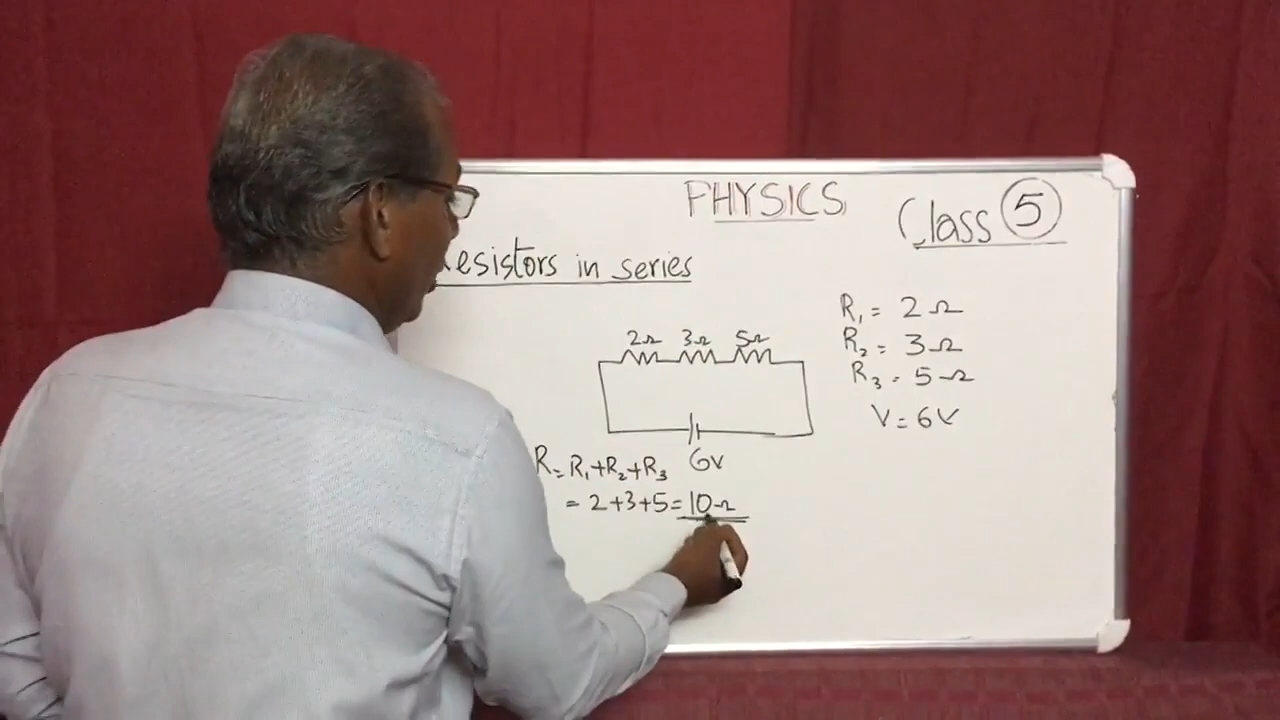 PHYSICS
Class 5
Resistors in series
R₁ = 2Ω
R₂ = 3Ω
R₃ = 5Ω
V = 6V
2Ω 3Ω 5Ω
6V
R = R₁+R₂+R₃
= 2+3+5 = 10Ω